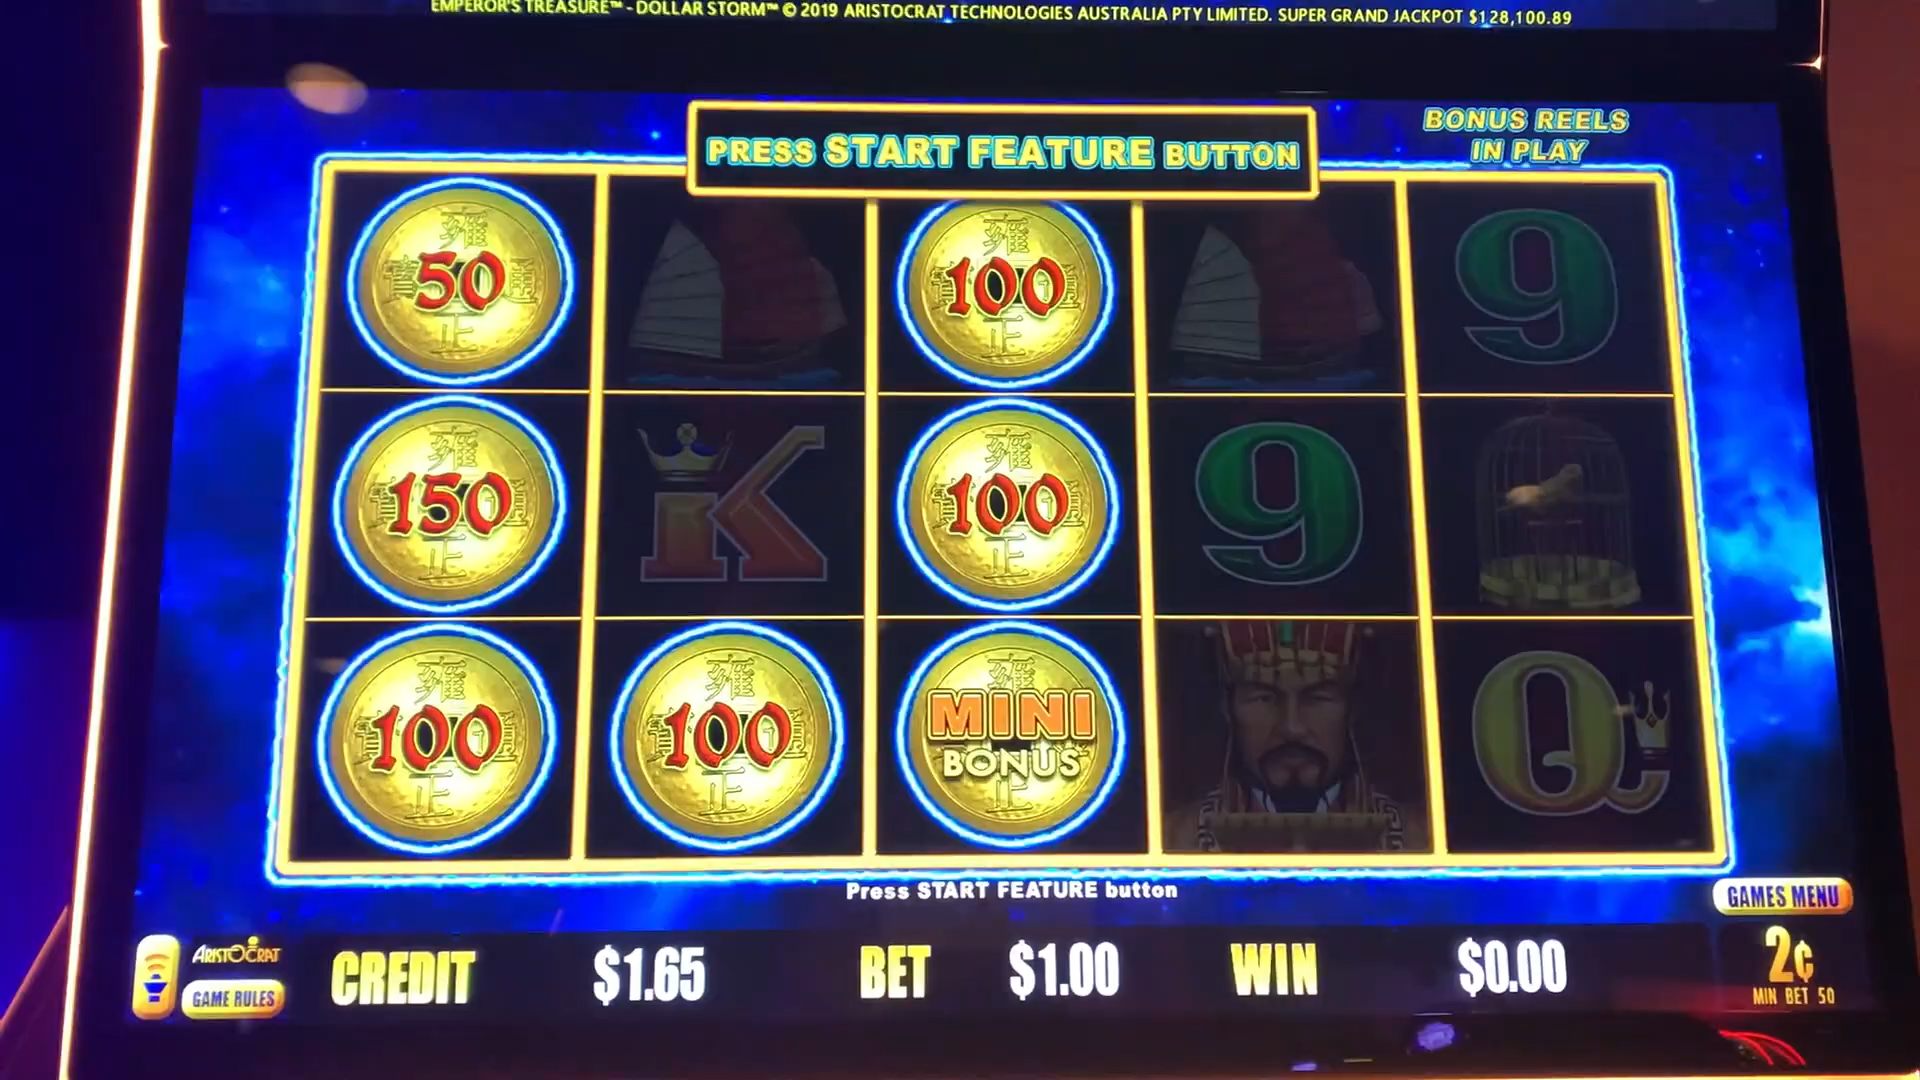 EMPEROR'S TREASURE™ - DOLLAR STORM™ © 2019 ARISTOCRAT TECHNOLOGIES AUSTRALIA PTY LIMITED. SUPER GRAND JACKPOT $128,100.89
PRESS START FEATURE BUTTON
BONUS REELS
IN PLAY
50
100
9
150
K
100
9
100
100
MINI
BONUS
Q
Press START FEATURE button
GAMES MENU
ARISTOCRAT
GAME RULES
CREDIT $1.65 BET $1.00 WIN $0.00
2¢
MIN BET 50